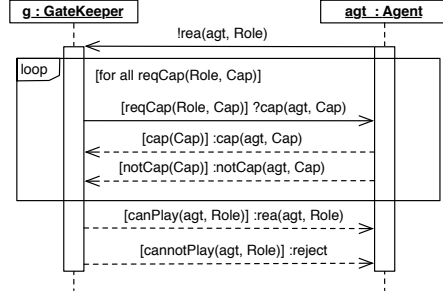 g : GateKeeper
agt : Agent
!rea(agt, Role)
loop
[for all reqCap(Role, Cap)]
[reqCap(Role, Cap)] ?cap(agt, Cap)
[cap(Cap)] :cap(agt, Cap)
[notCap(Cap)] :notCap(agt, Cap)
[canPlay(agt, Role)] :rea(agt, Role)
[cannotPlay(agt, Role)] :reject